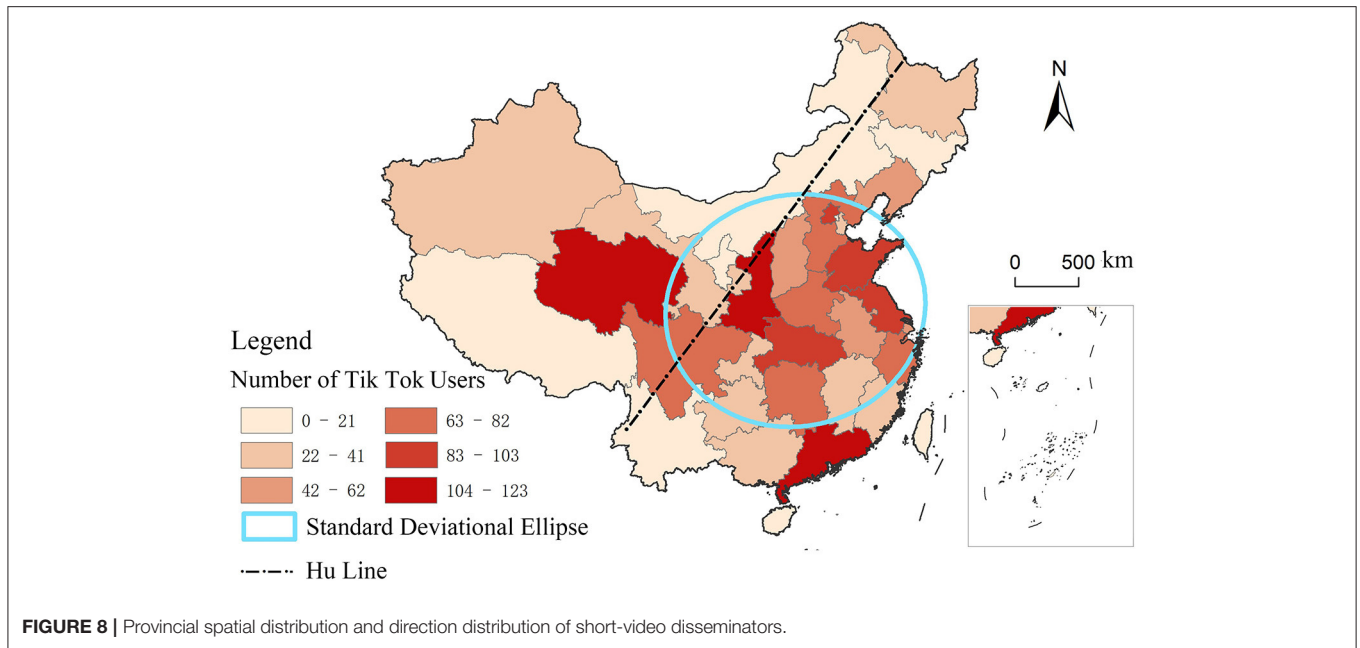 N
0 500 km
Legend
Number of Tik Tok Users
0 - 21 63 - 82
22 - 41 83 - 103
42 - 62 104 - 123
Standard Deviational Ellipse
Hu Line
FIGURE 8 | Provincial spatial distribution and direction distribution of short-video disseminators.